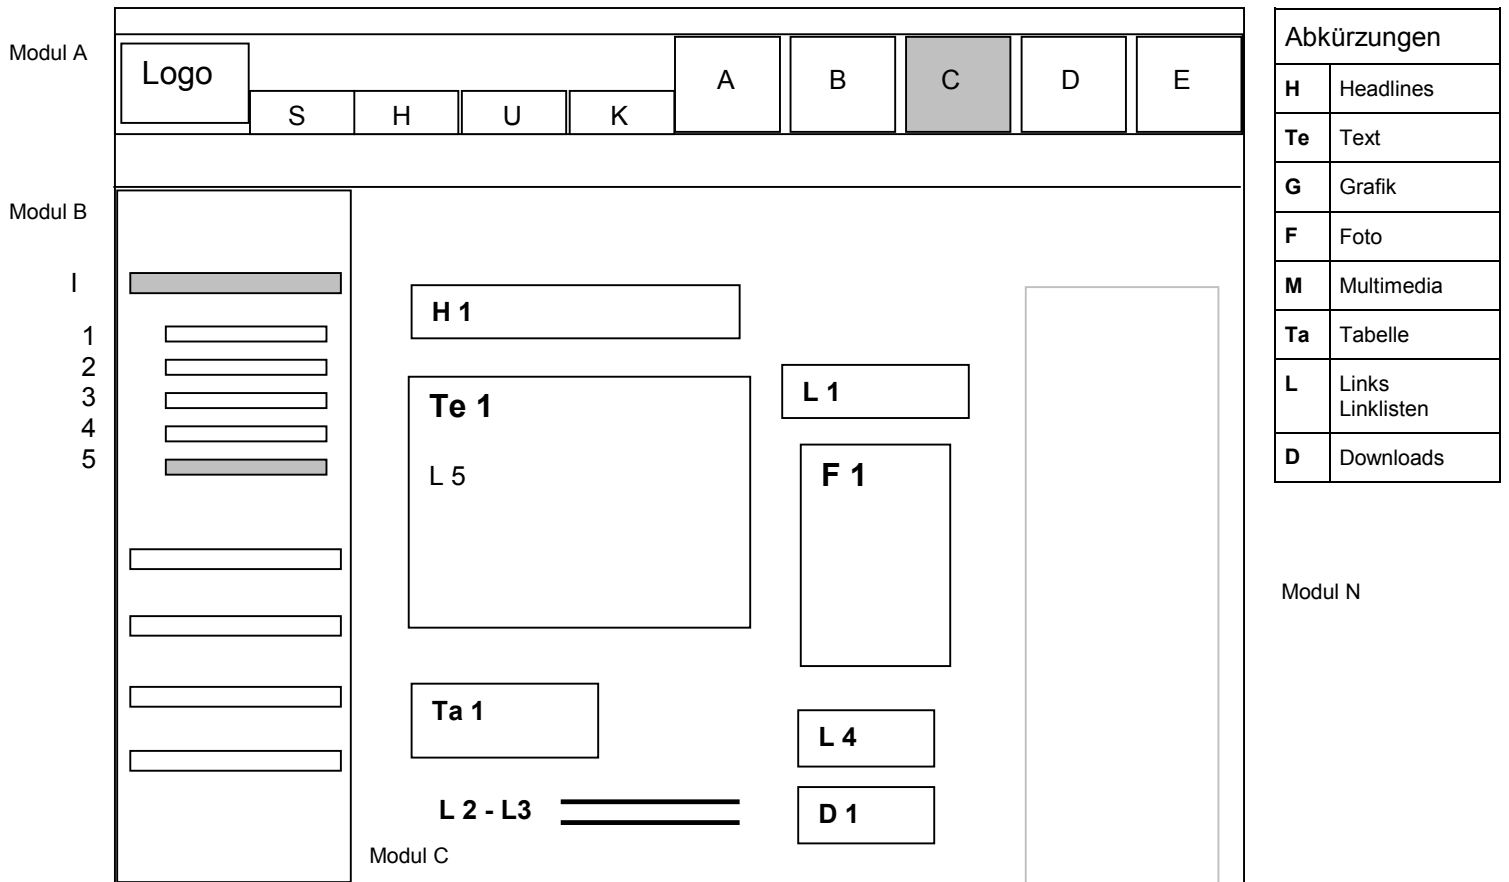 Modul A
Logo
S
H
U
K
A
B
C
D
E
Modul B
I
1
2
3
4
5
H 1
Te 1
L 5
L 1
F 1
Ta 1
L 4
L 2 - L3
D 1
Modul C
Abkürzungen
H Headlines
Te Text
G Grafik
F Foto
M Multimedia
Ta Tabelle
L Links
Linklisten
D Downloads
Modul N